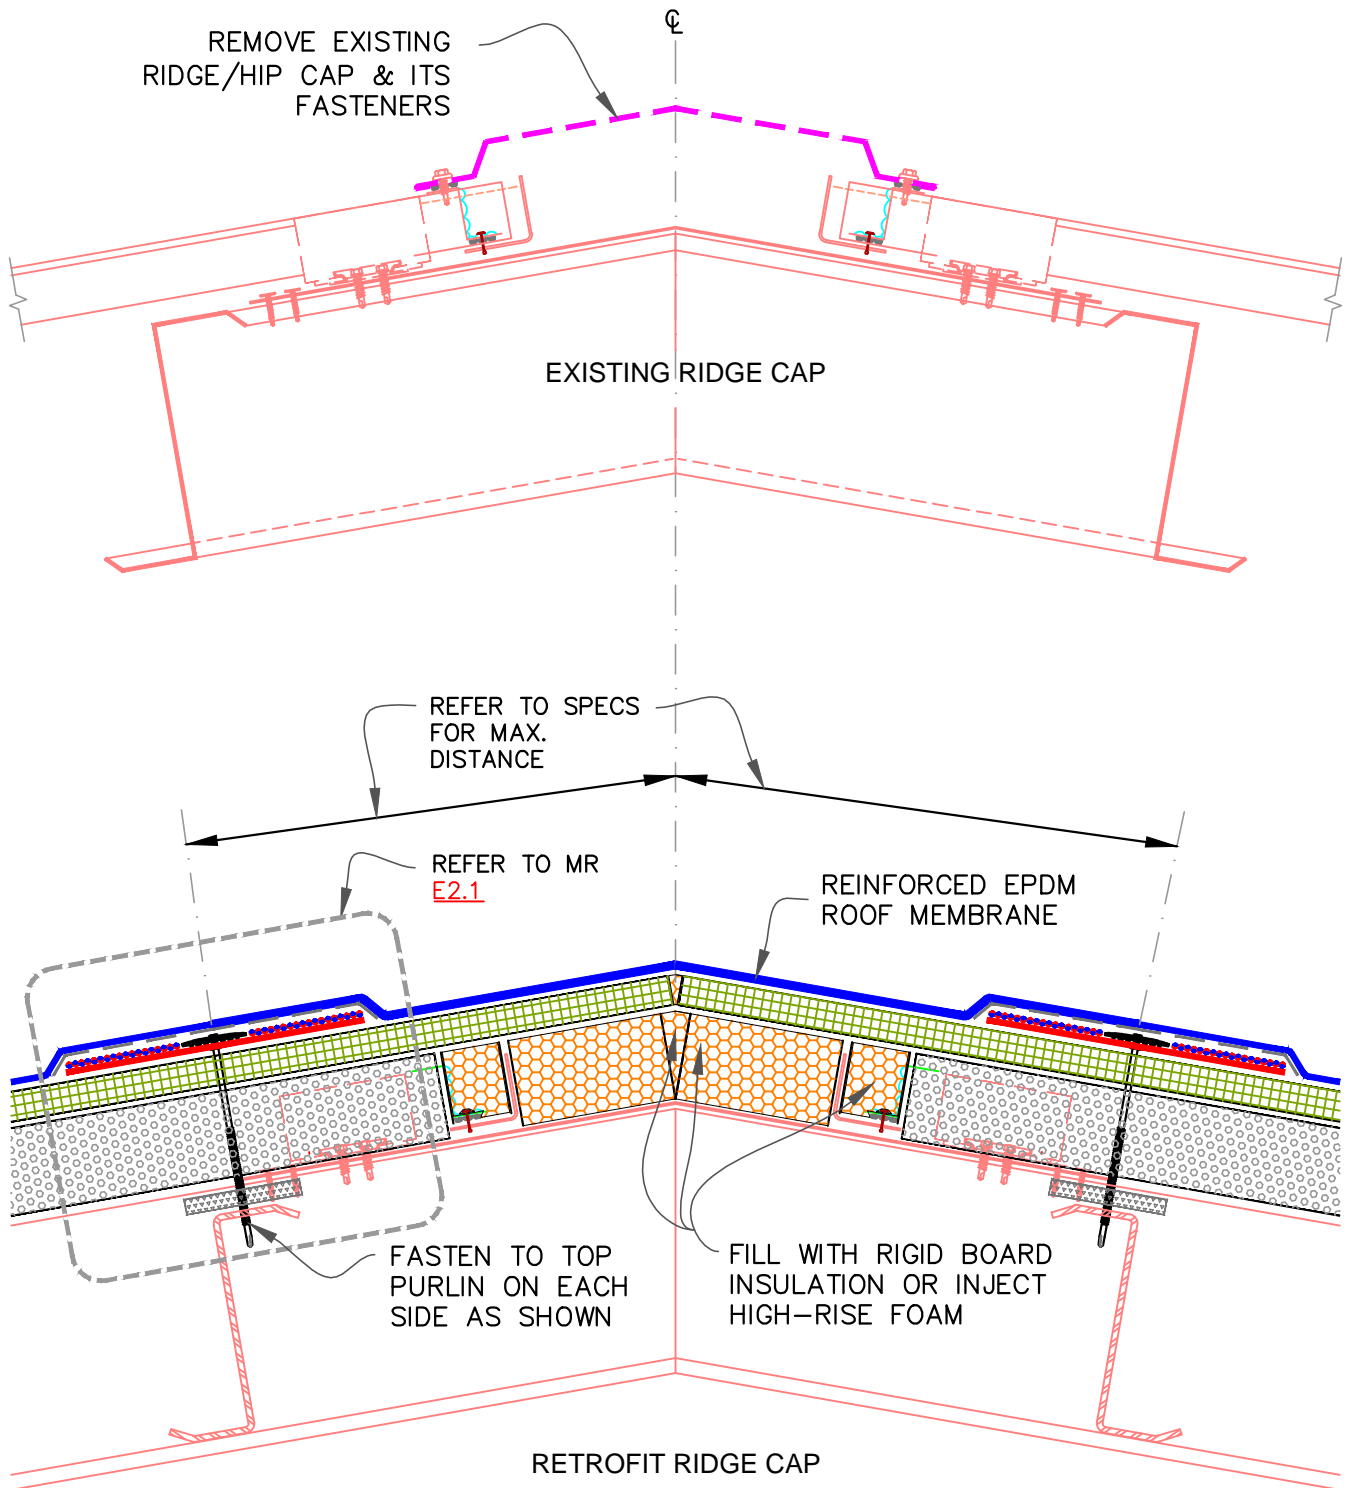 ℄
REMOVE EXISTING
RIDGE/HIP CAP & ITS
FASTENERS
EXISTING RIDGE CAP
REFER TO SPECS
FOR MAX.
DISTANCE
REFER TO MR
E2.1
REINFORCED EPDM
ROOF MEMBRANE
FASTEN TO TOP
PURLIN ON EACH
SIDE AS SHOWN
FILL WITH RIGID BOARD
INSULATION OR INJECT
HIGH-RISE FOAM
RETROFIT RIDGE CAP